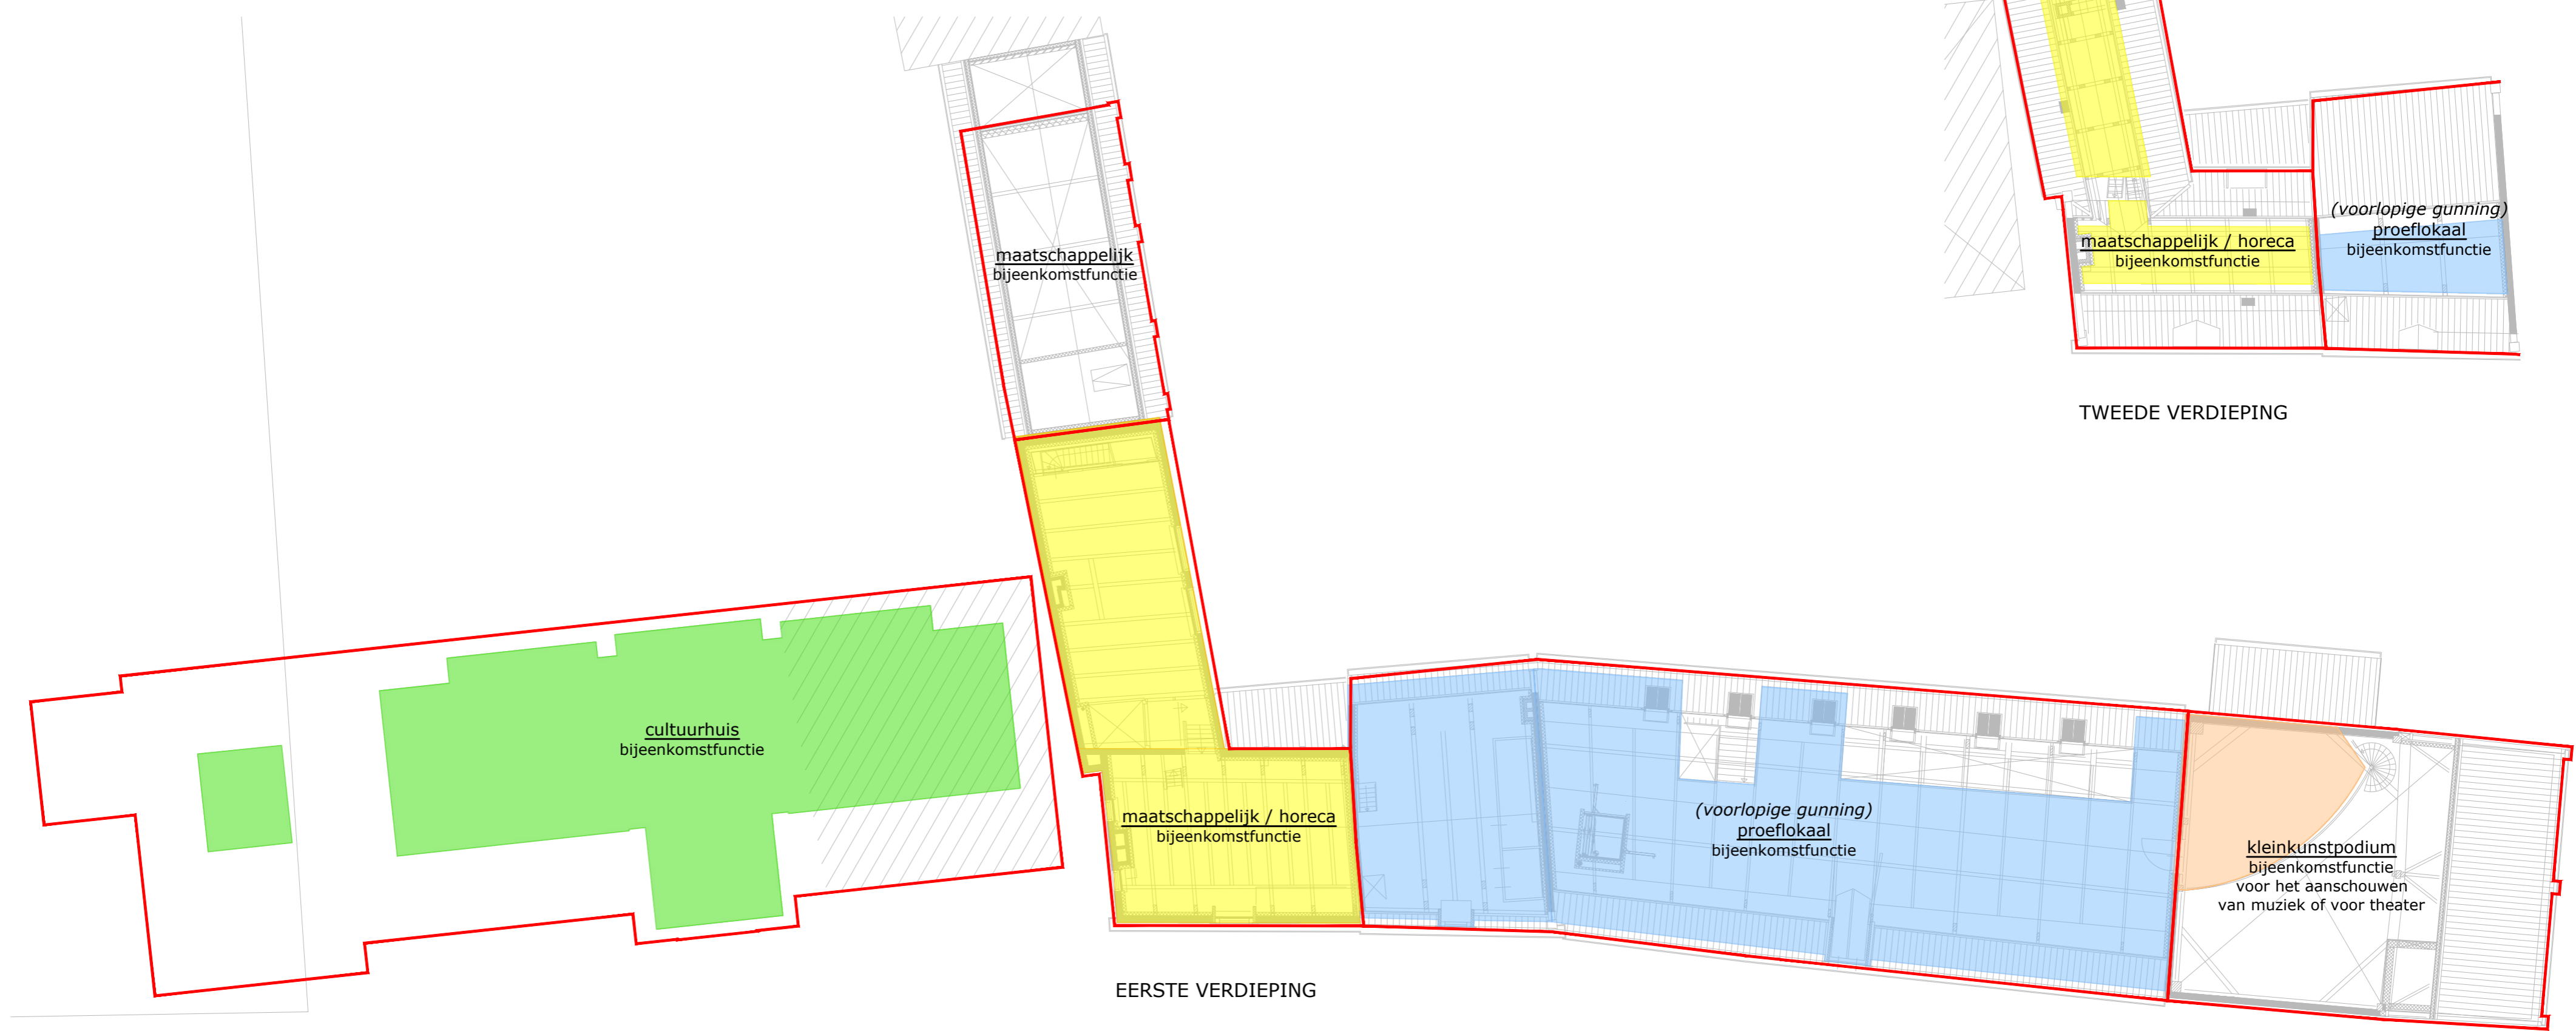 (voorlopige gunning)
proeflokaal
bijeenkomstfunctie
maatschappelijk / horeca
bijeenkomstfunctie
TWEEDE VERDIEPING
maatschappelijk
bijeenkomstfunctie
cultuurhuis
bijeenkomstfunctie
maatschappelijk / horeca
bijeenkomstfunctie
(voorlopige gunning)
proeflokaal
bijeenkomstfunctie
kleinkunstpodium
bijeenkomstfunctie
voor het aanschouwen
van muziek of voor theater
EERSTE VERDIEPING